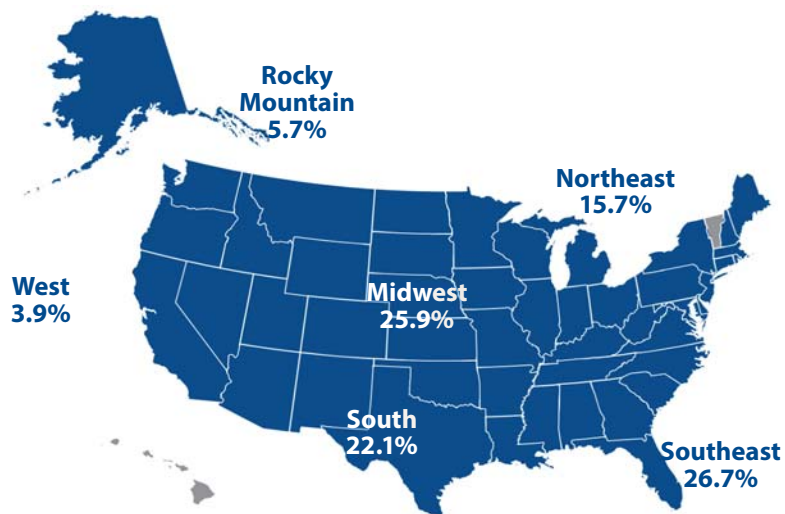 Rocky
Mountain
5.7%
Northeast
15.7%
West
3.9%
Midwest
25.9%
South
22.1%
Southeast
26.7%